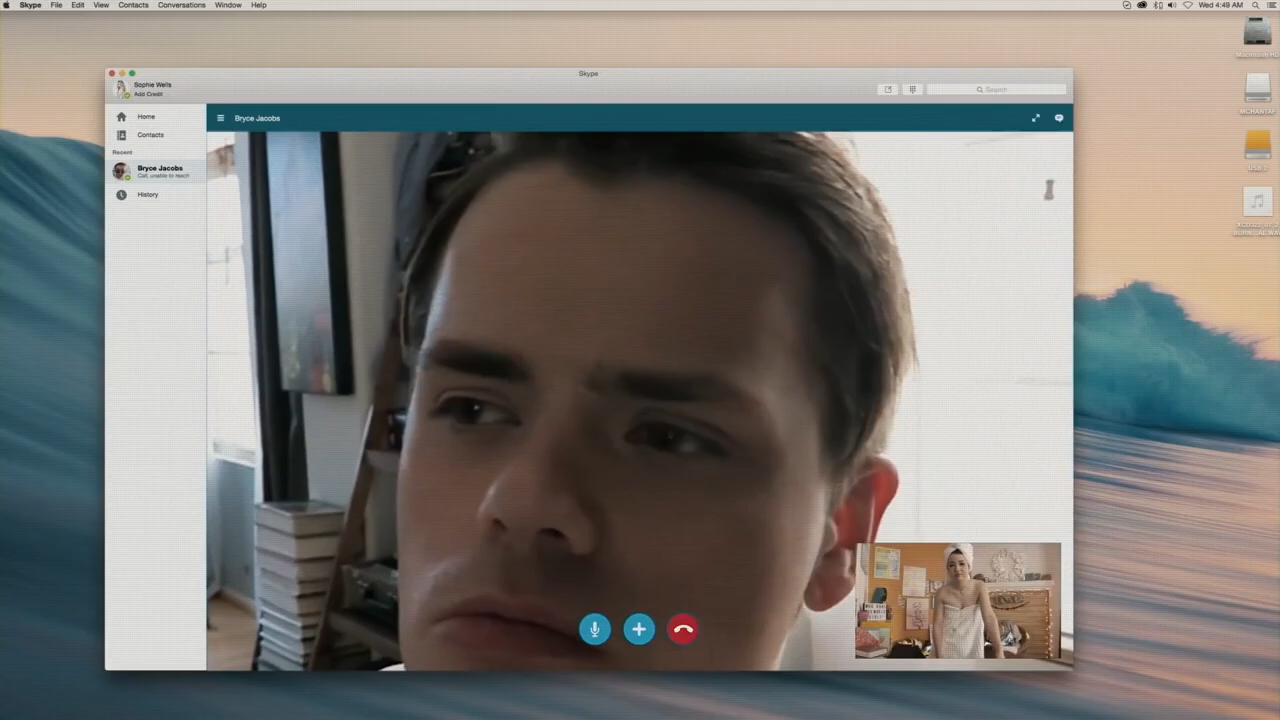 Skype File Edit View Contacts Conversations Window Help
Wed 4:49 AM
Skype
Sophie Wells
Add Credit
Search
Home
Bryce Jacobs
Contacts
Recent
Bryce Jacobs
Call, unable to reach
History